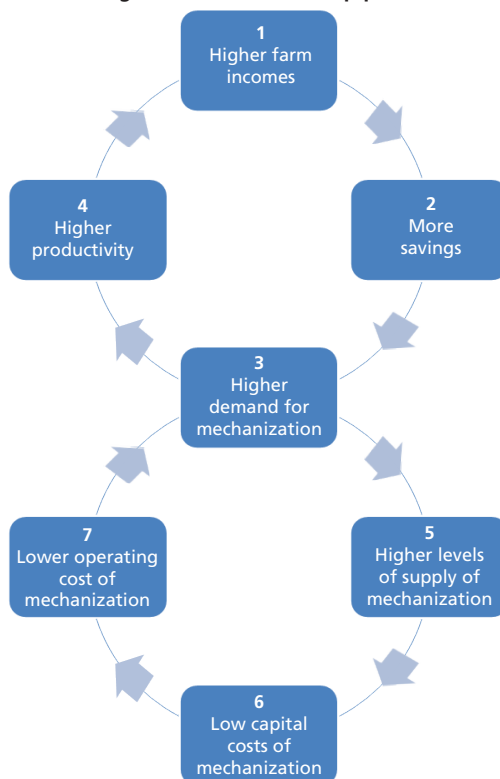 1
Higher farm
incomes
4
Higher
productivity
2
More
savings
3
Higher
demand for
mechanization
7
Lower operating
cost of
mechanization
5
Higher levels
of supply of
mechanization
6
Low capital
costs of
mechanization